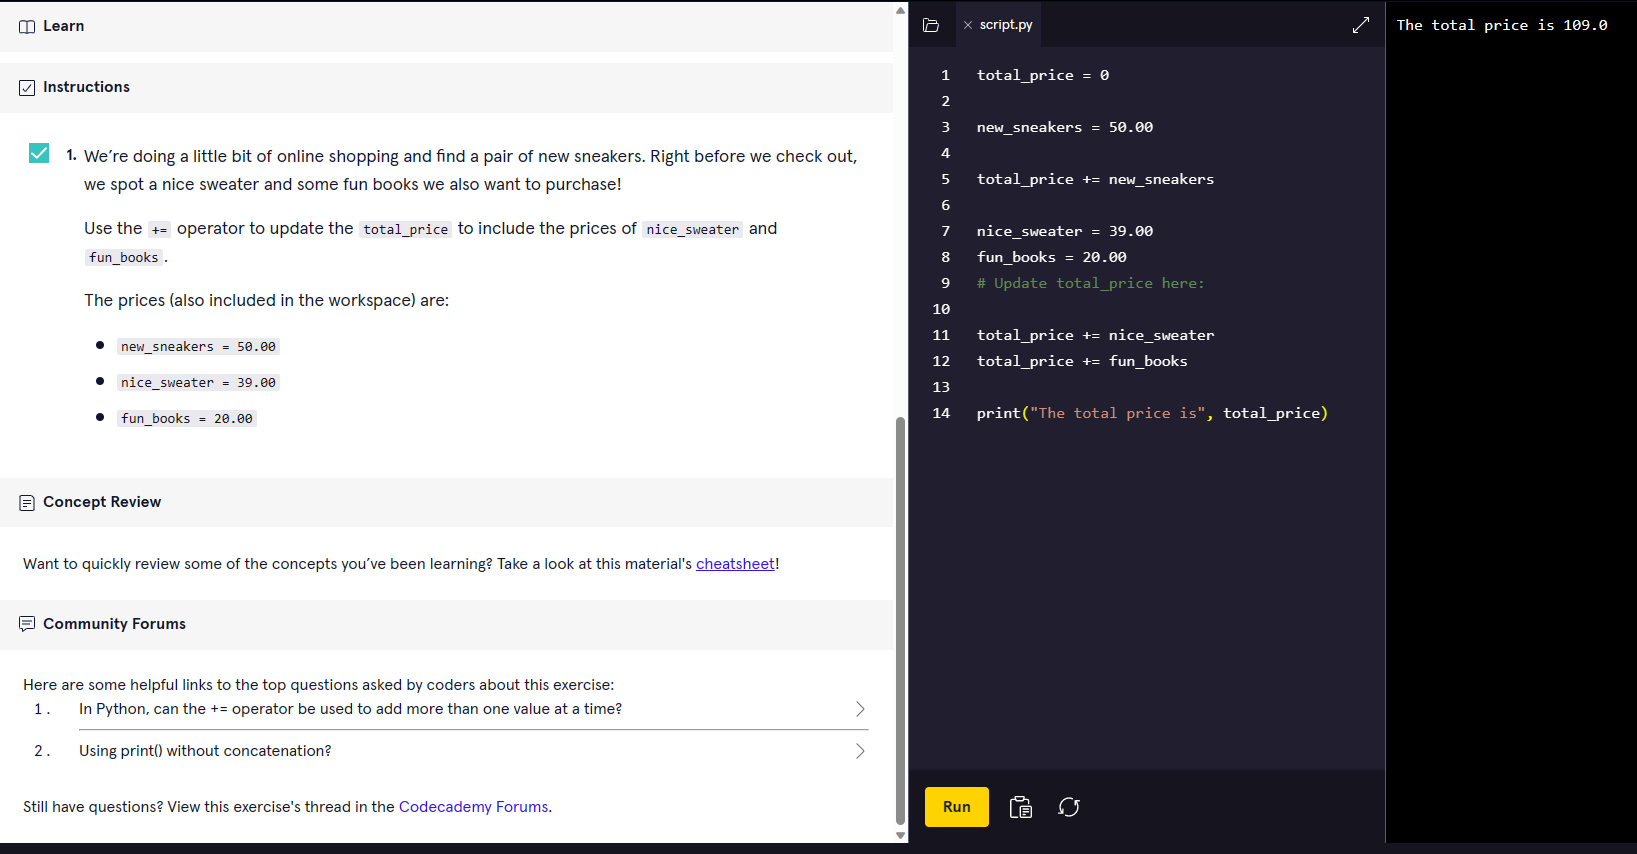 Learn
Instructions
1. We’re doing a little bit of online shopping and find a pair of new sneakers. Right before we check out,
we spot a nice sweater and some fun books we also want to purchase!
Use the += operator to update the total_price to include the prices of nice_sweater and
fun_books.
The prices (also included in the workspace) are:
new_sneakers = 50.00
nice_sweater = 39.00
fun_books = 20.00
Concept Review
Want to quickly review some of the concepts you’ve been learning? Take a look at this material's cheatsheet!
Community Forums
Here are some helpful links to the top questions asked by coders about this exercise:
1. In Python, can the += operator be used to add more than one value at a time?
2. Using print() without concatenation?
Still have questions? View this exercise's thread in the Codecademy Forums.
script.py
1 total_price = 0
2
3 new_sneakers = 50.00
4
5 total_price += new_sneakers
6
7 nice_sweater = 39.00
8 fun_books = 20.00
9 # Update total_price here:
10
11 total_price += nice_sweater
12 total_price += fun_books
13
14 print("The total price is", total_price)
Run
The total price is 109.0